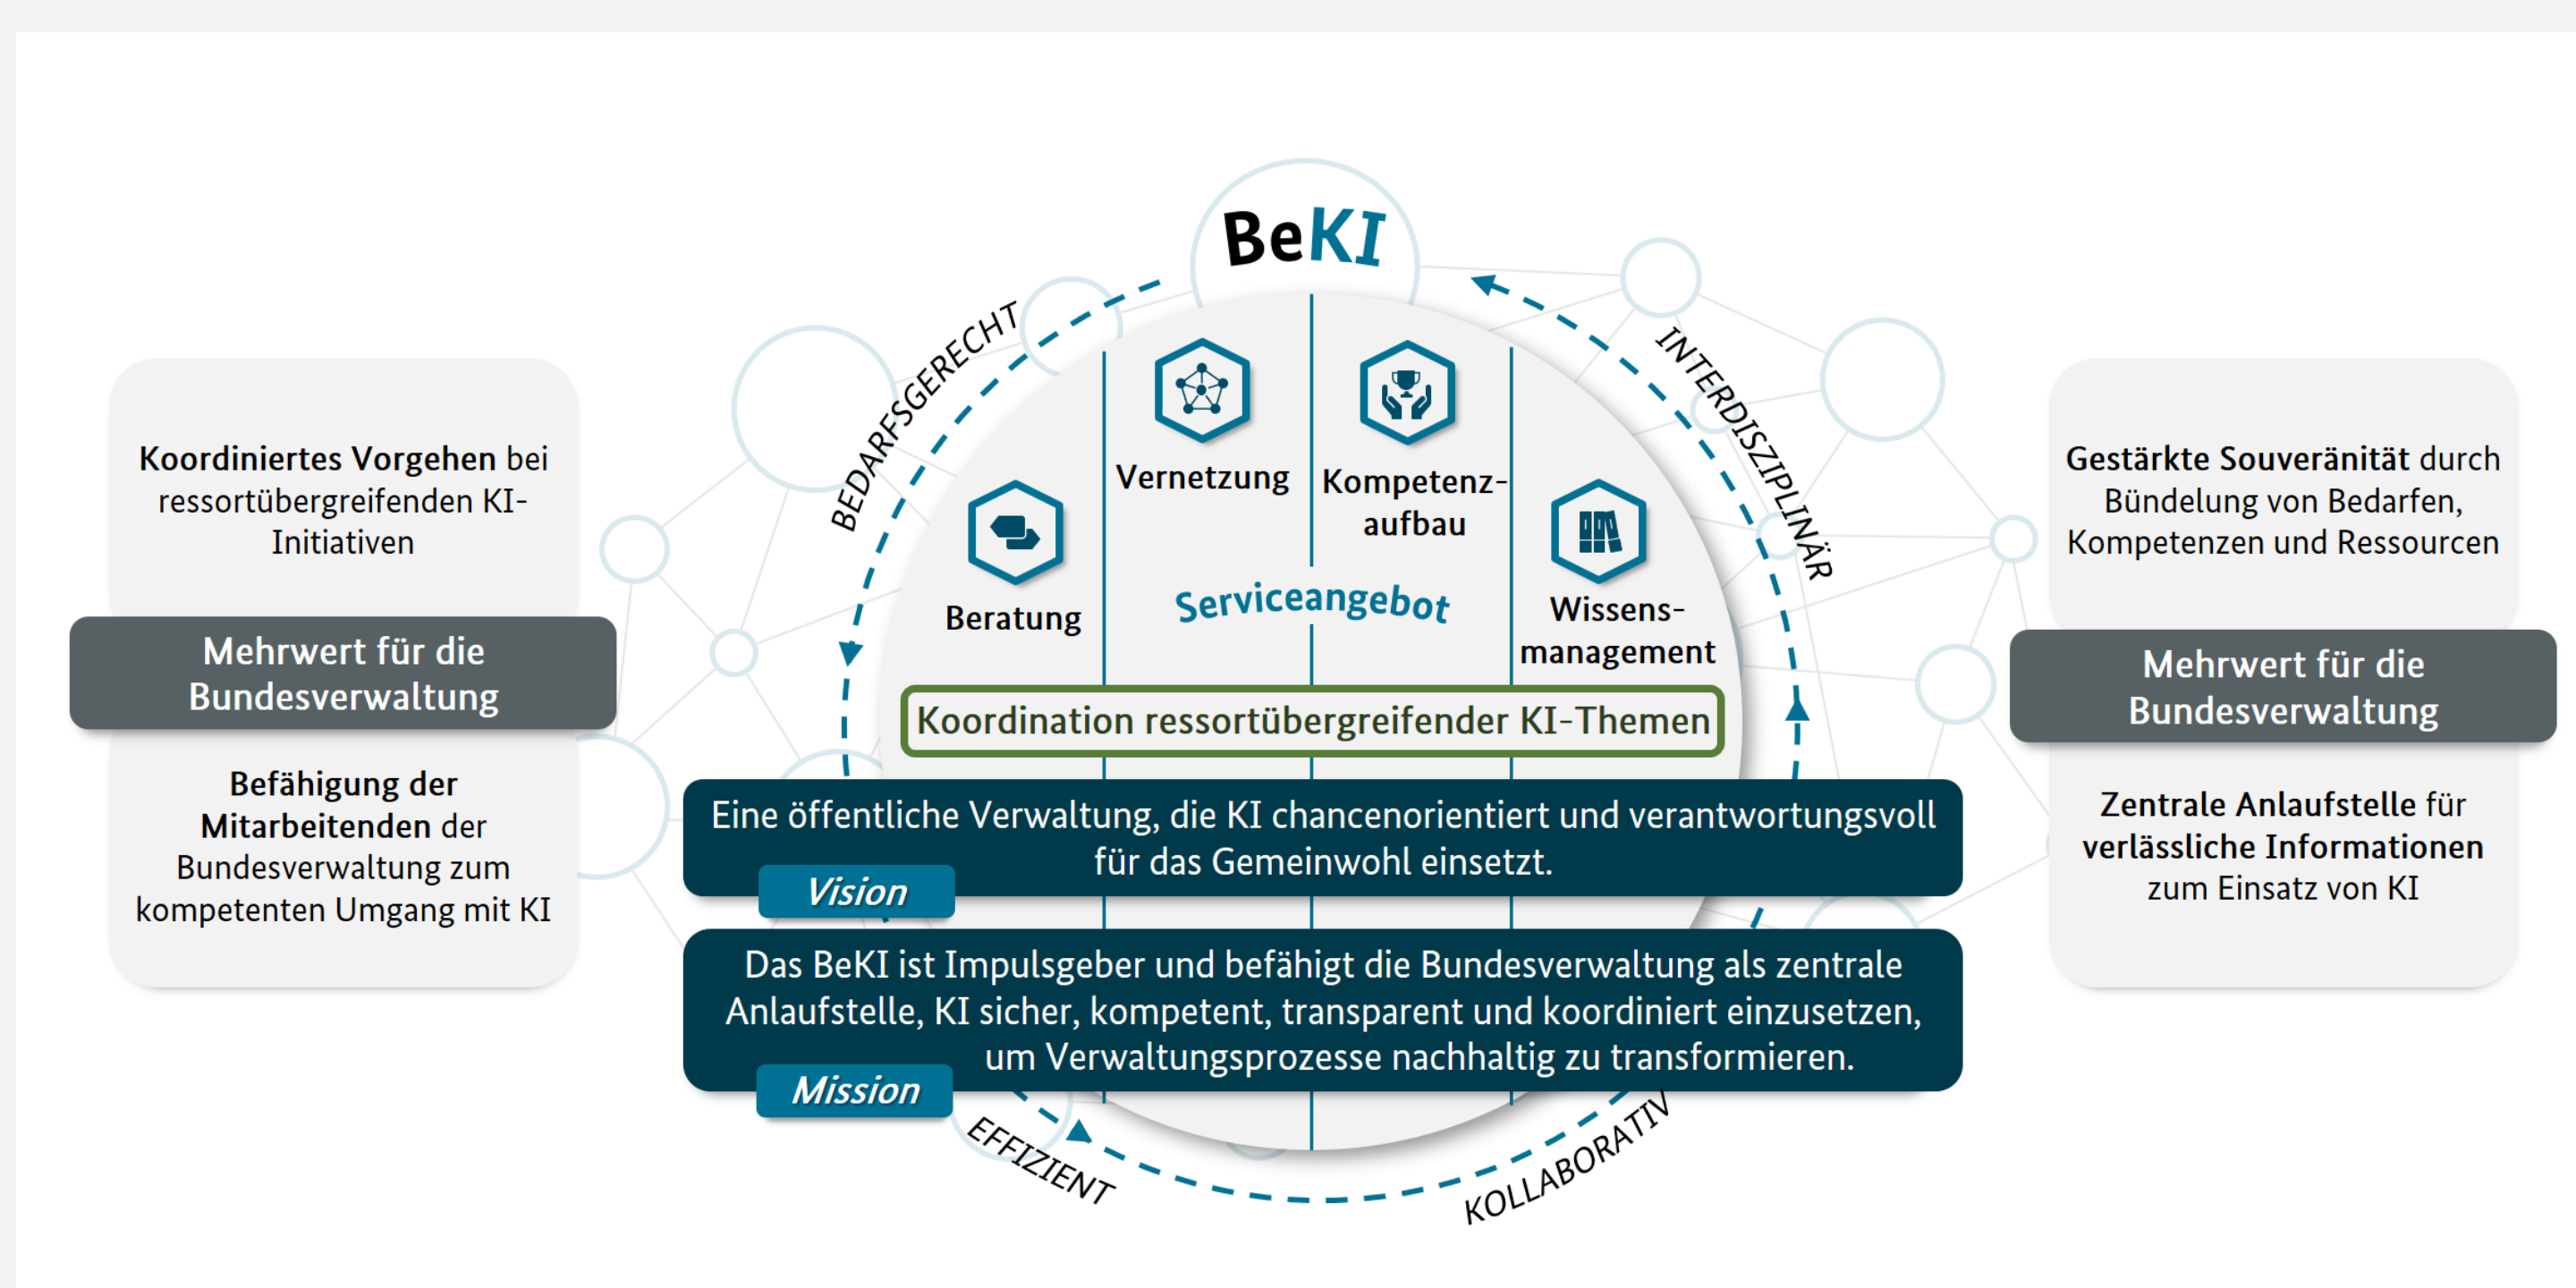 BeKI
BEDARFSGERECHT
INTERDISZIPLINÄR
Koordiniertes Vorgehen bei
ressortübergreifenden KI-
Initiativen
Mehrwert für die
Bundesverwaltung
Befähigung der
Mitarbeitenden der
Bundesverwaltung zum
kompetenten Umgang mit KI
Beratung
Vernetzung
Kompetenz-
aufbau
Wissens-
management
Serviceangebot
Koordination ressortübergreifender KI-Themen
Eine öffentliche Verwaltung, die KI chancenorientiert und verantwortungsvoll
für das Gemeinwohl einsetzt.
Vision
Das BeKI ist Impulsgeber und befähigt die Bundesverwaltung als zentrale
Anlaufstelle, KI sicher, kompetent, transparent und koordiniert einzusetzen,
um Verwaltungsprozesse nachhaltig zu transformieren.
Mission
EFFIZIENT
KOLLABORATIV
Gestärkte Souveränität durch
Bündelung von Bedarfen,
Kompetenzen und Ressourcen
Mehrwert für die
Bundesverwaltung
Zentrale Anlaufstelle für
verlässliche Informationen
zum Einsatz von KI